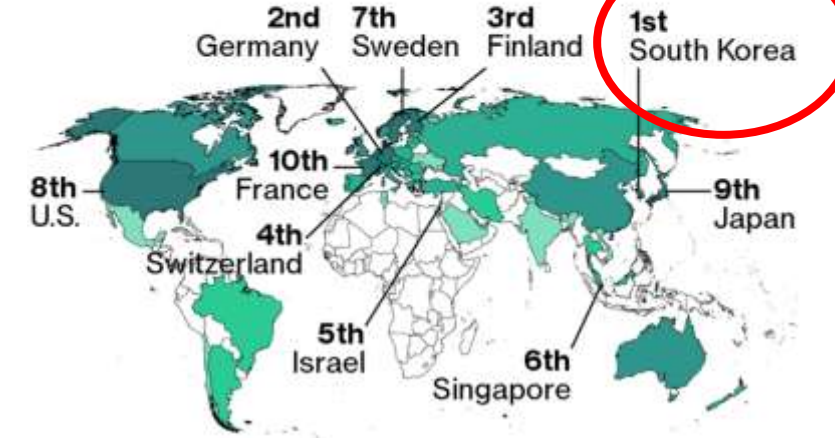 2nd
Germany
7th
Sweden
3rd
Finland
1st
South Korea
8th
U.S.
10th
France
9th
Japan
4th
Switzerland
5th
Israel
6th
Singapore